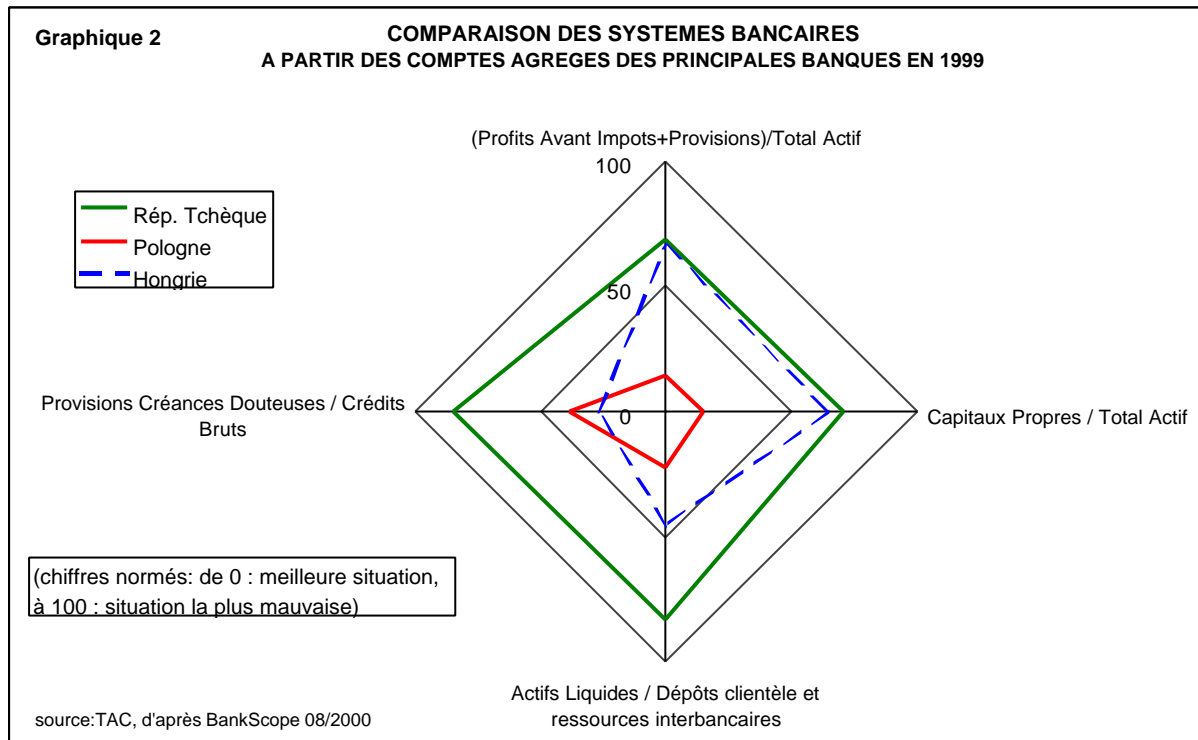 Graphique 2
COMPARAISON DES SYSTEMES BANCAIRES
A PARTIR DES COMPTES AGREGES DES PRINCIPALES BANQUES EN 1999
(Profits Avant Impots+Provisions)/Total Actif
100
Rép. Tchèque
Pologne
Hongrie
50
Provisions Créances Douteuses / Crédits
Bruts
0
Capitaux Propres / Total Actif
(chiffres normés: de 0 : meilleure situation,
à 100 : situation la plus mauvaise)
Actifs Liquides / Dépôts clientèle et
ressources interbancaires
source:TAC, d'après BankScope 08/2000